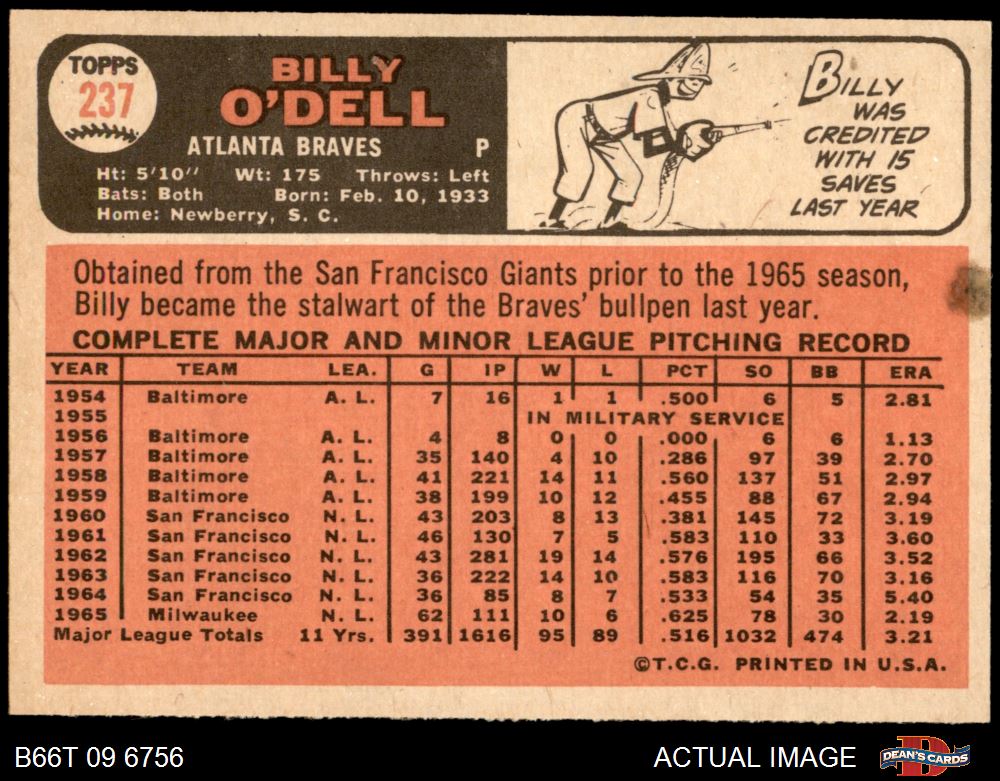 TOPPS
237
BILLY
O'DELL
ATLANTA BRAVES P
Ht: 5'10" Wt: 175 Throws: Left
Bats: Both Born: Feb. 10, 1933
Home: Newberry, S. C.
BILLY
WAS
CREDITED
WITH 15
SAVES
LAST YEAR
Obtained from the San Francisco Giants prior to the 1965 season,
Billy became the stalwart of the Braves' bullpen last year.
COMPLETE MAJOR AND MINOR LEAGUE PITCHING RECORD
YEAR TEAM LEA. G IP W L PCT SO BB ERA
1954 Baltimore A. L. 7 16 1 1 .500 6 5 2.81
1955 IN MILITARY SERVICE
1956 Baltimore A. L. 4 8 0 0 .000 6 6 1.13
1957 Baltimore A. L. 35 140 4 10 .286 97 39 2.70
1958 Baltimore A. L. 41 221 14 11 .560 137 51 2.97
1959 Baltimore A. L. 38 199 10 12 .455 88 67 2.94
1960 San Francisco N. L. 43 203 8 13 .381 145 72 3.19
1961 San Francisco N. L. 46 130 7 5 .583 110 33 3.60
1962 San Francisco N. L. 43 281 19 14 .576 195 66 3.52
1963 San Francisco N. L. 36 222 14 10 .583 116 70 3.16
1964 San Francisco N. L. 36 85 8 7 .533 54 35 5.40
1965 Milwaukee N. L. 62 111 10 6 .625 78 30 2.19
Major League Totals 11 Yrs. 391 1616 95 89 .516 1032 474 3.21
©T.C.G. PRINTED IN U.S.A.
B66T 09 6756 ACTUAL IMAGE DEAN'S CARDS